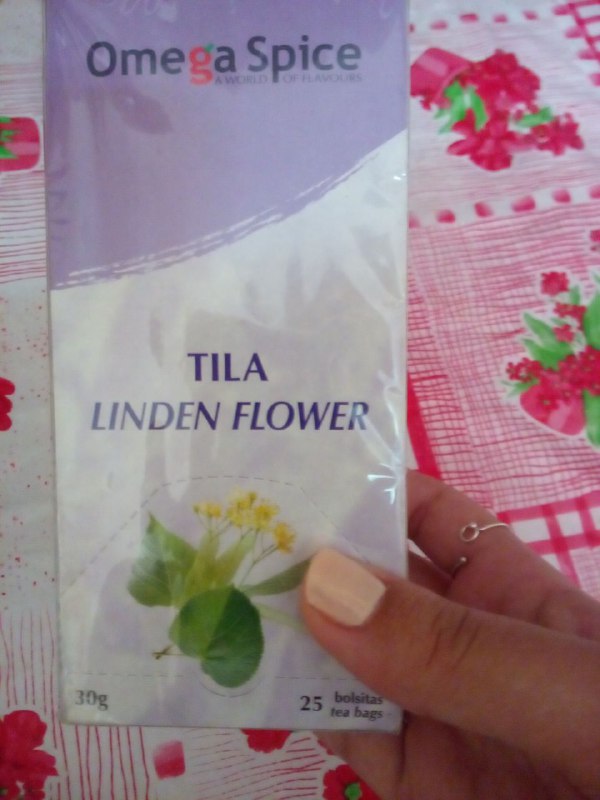 Omega Spice
A WORLD OF FLAVOURS
TILA
LINDEN FLOWER
30g
25 bolsitas
tea bags